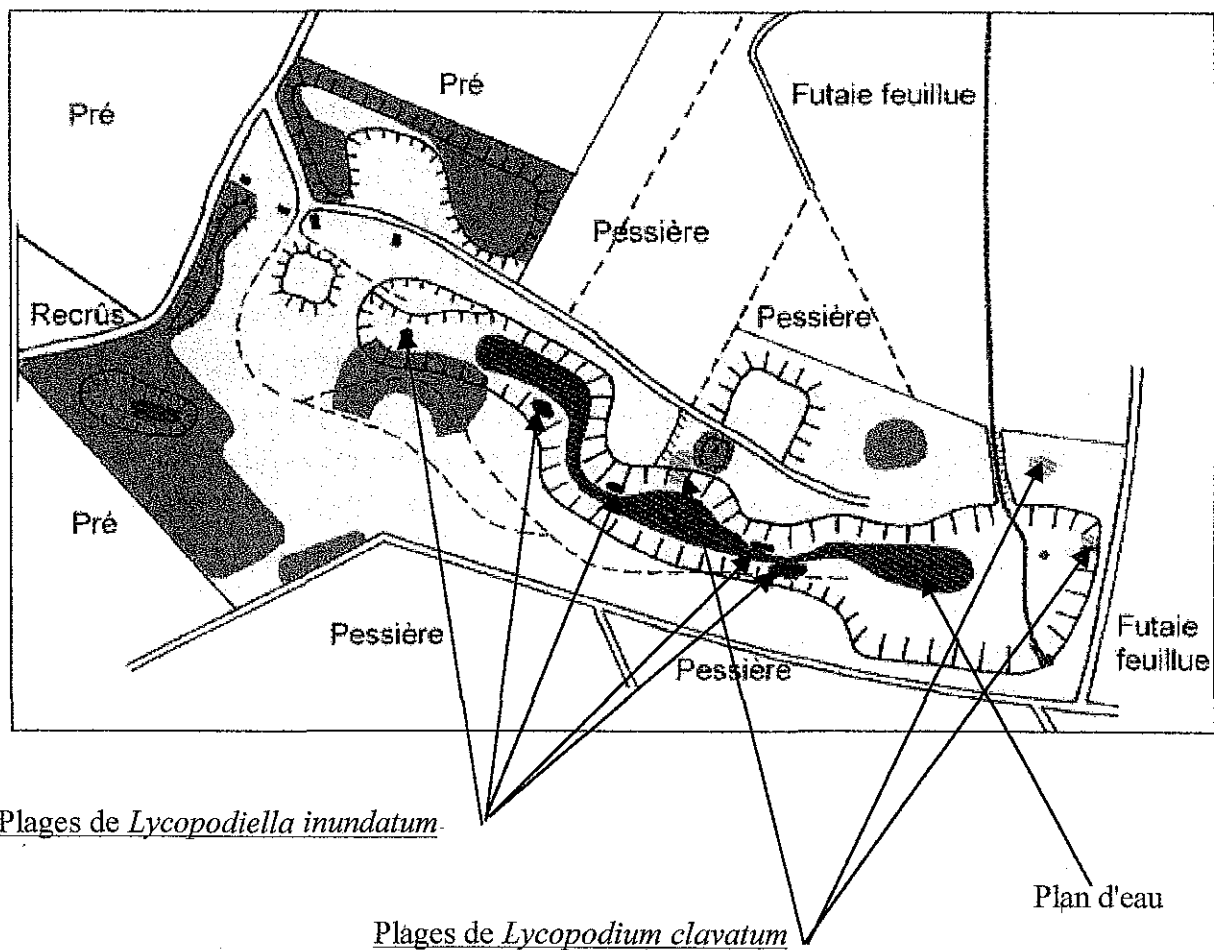 Pré
Pré
Futaie feuillue
Pessière
Recrûs
Pessière
Pré
Pessière
Pessière
Futaie
feuillue
Plages de Lycopodiella inundatum
Plan d'eau
Plages de Lycopodium clavatum